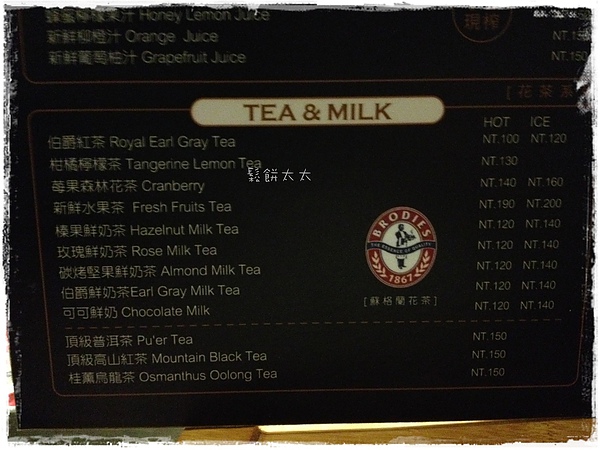 蜂蜜檸檬果汁 Honey Lemon Juice
新鮮柳橙汁 Orange Juice NT.150
新鮮葡萄柚汁 Grapefruit Juice NT.150
現榨
[花茶系
TEA & MILK
HOT ICE
伯爵紅茶 Royal Earl Gray Tea NT.100 NT.120
柑橘檸檬茶 Tangerine Lemon Tea NT.130
莓果森林花茶 Cranberry NT.140 NT.160
新鮮水果茶 Fresh Fruits Tea NT.190 NT.200
榛果鮮奶茶 Hazelnut Milk Tea NT.120 NT.140
玫瑰鮮奶茶 Rose Milk Tea NT.120 NT.140
碳烤堅果鮮奶茶 Almond Milk Tea NT.120 NT.140
伯爵鮮奶茶Earl Gray Milk Tea NT.120 NT.140
可可鮮奶 Chocolate Milk NT.120 NT.140
鬆餅太太
BRODIES
THE ESSENCE OF QUALITY
1867
[蘇格蘭花茶]
頂級普洱茶 Pu'er Tea NT.150
頂級高山紅茶 Mountain Black Tea NT.150
桂薰烏龍茶 Osmanthus Oolong Tea NT.150